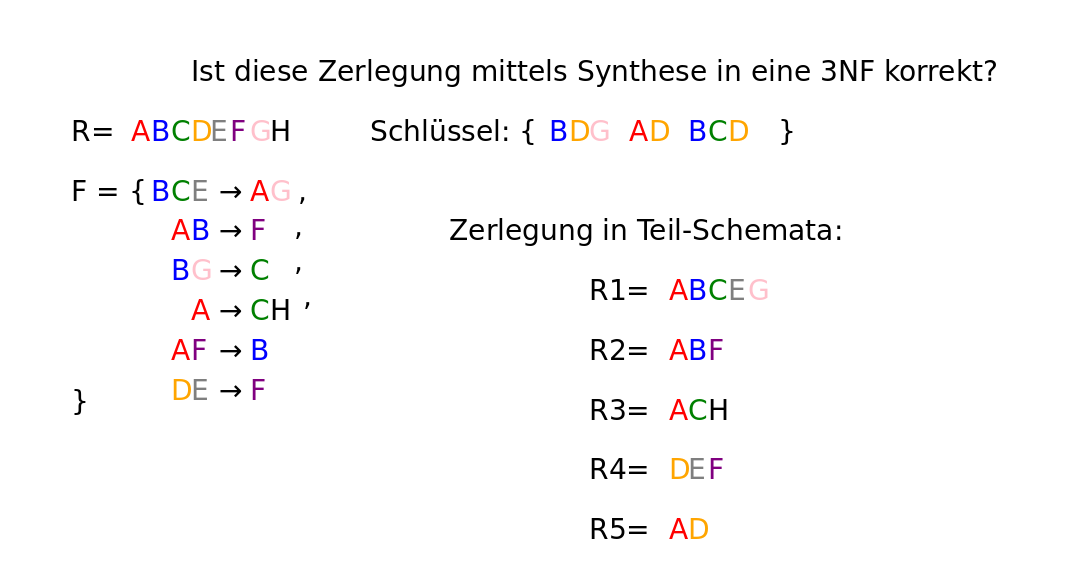 Ist diese Zerlegung mittels Synthese in eine 3NF korrekt?
R= ABCDEFGH Schlüssel: { BDG AD BCD }
F = { BCE → AG ,
AB → F ,
BG → C ,
A → CH ,
AF → B
DE → F
}
Zerlegung in Teil-Schemata:
R1= ABCEG
R2= ABF
R3= ACH
R4= DEF
R5= AD